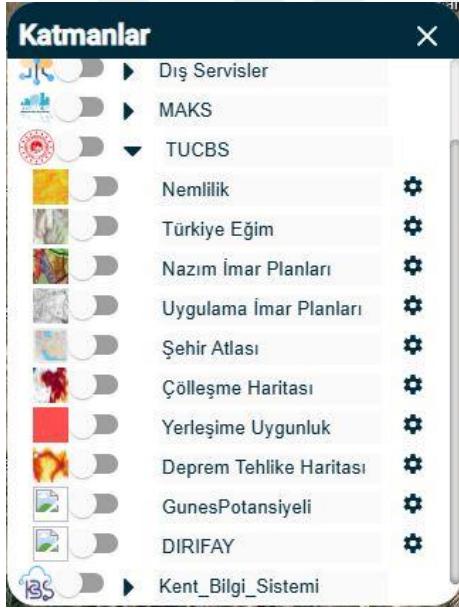 Katmanlar
Dış Servisler
MAKS
TUCBS
Nemlilik
Türkiye Eğim
Nazım İmar Planları
Uygulama İmar Planları
Şehir Atlası
Çölleşme Haritası
Yerleşime Uygunluk
Deprem Tehlike Haritası
GunesPotansiyeli
DIRIFAY
KBS
Kent_Bilgi_Sistemi